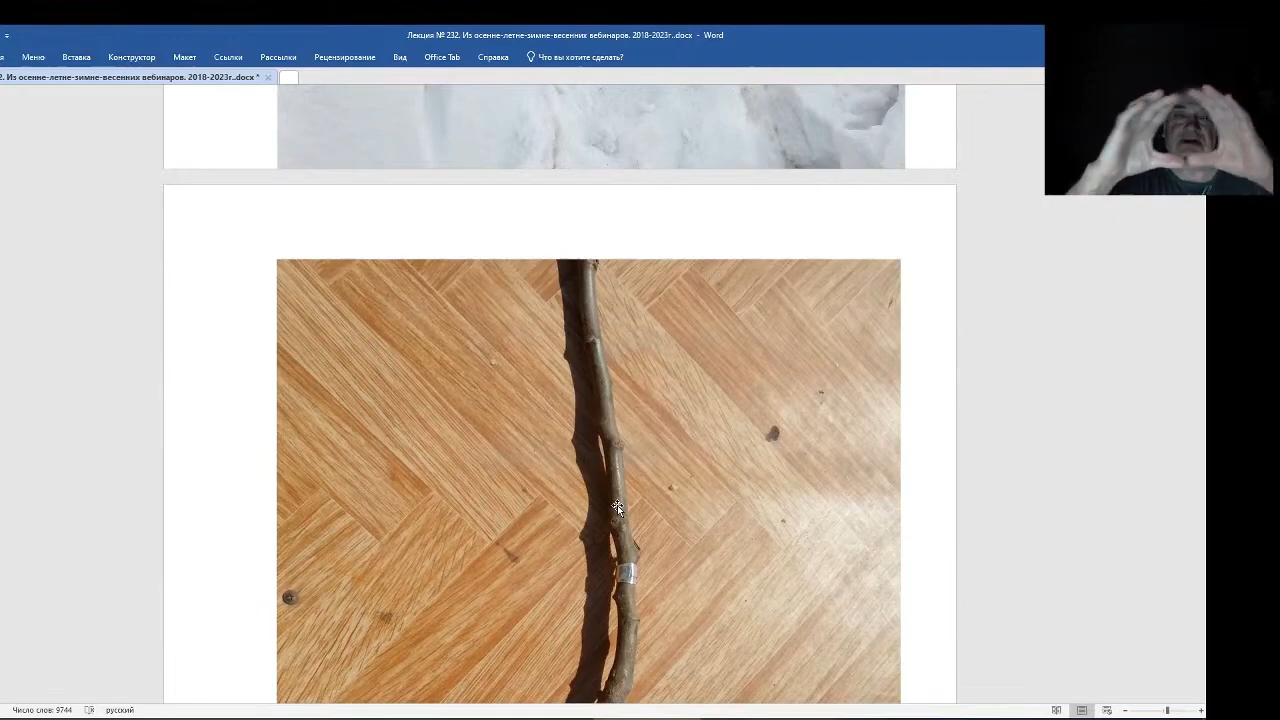 Лекция № 232. Из осенне-летне-зимне-весенних вебинаров. 2018-2023г..docx - Word
Меню Вставка Конструктор Макет Ссылки Рассылки Рецензирование Вид Office Tab Справка Что вы хотите сделать?
2. Из осенне-летне-зимне-весенних вебинаров. 2018-2023г..docx *
Число слов: 9744 русский